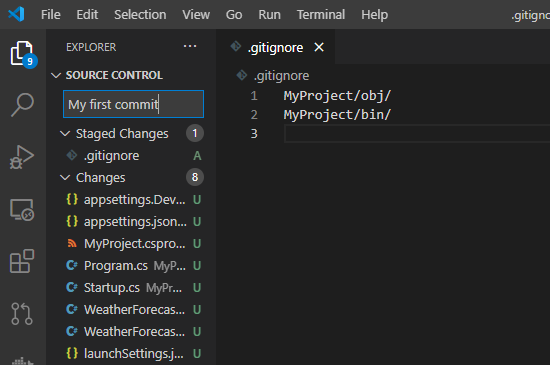 File Edit Selection View Go Run Terminal Help .gitigno
EXPLORER ...
.gitignore
SOURCE CONTROL
.gitignore
My first commit
1 MyProject/obj/
2 MyProject/bin/
3
Staged Changes 1
.gitignore A
Changes 8
{ } appsettings.Dev... U
{ } appsettings.json... U
MyProject.cspro... U
C# Program.cs MyP... U
C# Startup.cs MyPr... U
C# WeatherForecas... U
C# WeatherForecas... U
{ } launchSettings.j... U
9